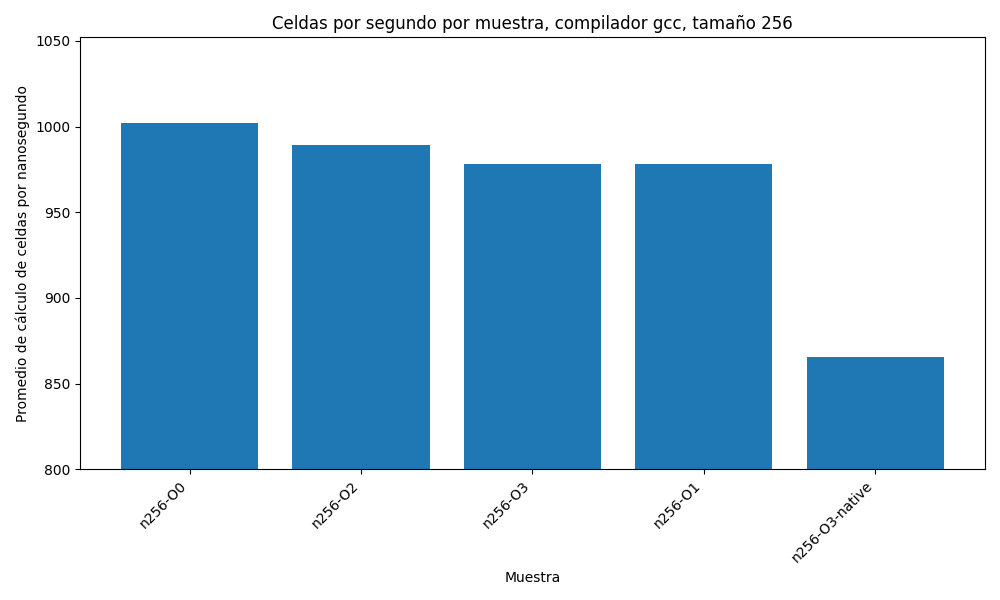 Celdas por segundo por muestra, compilador gcc, tamaño 256
Promedio de cálculo de celdas por nanosegundo
1050
1000
950
900
850
800
n256-O0
n256-O2
n256-O3
n256-O1
n256-O3-native
Muestra